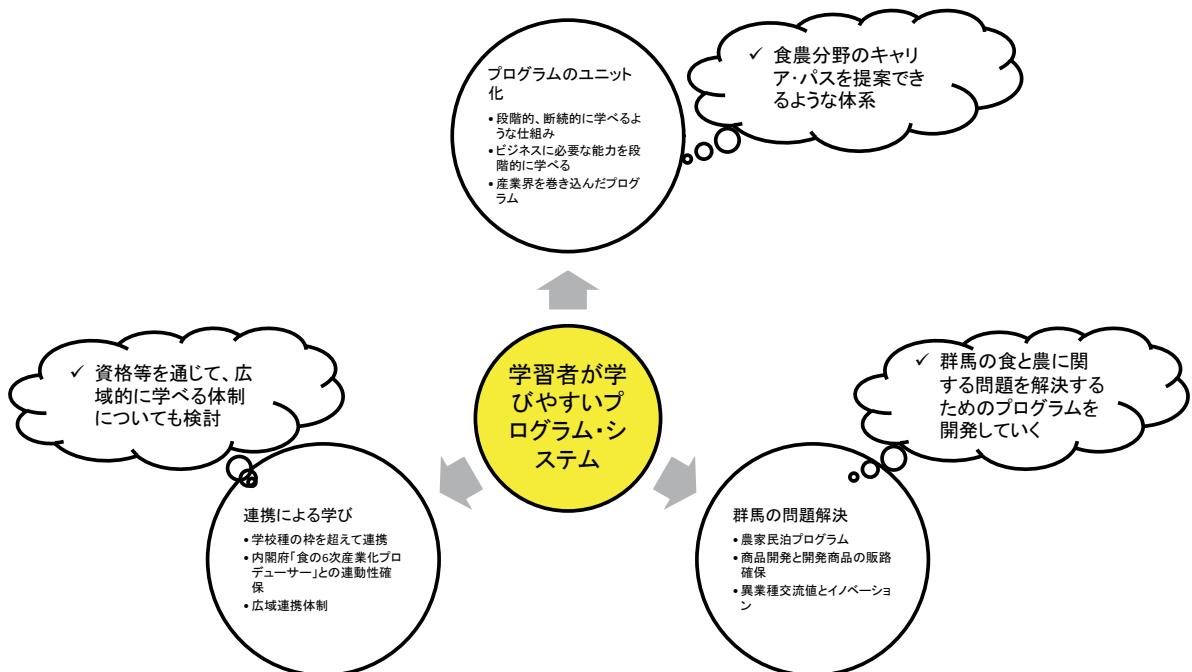 プログラムのユニット
化
•段階的、断続的に学べるよ
うな仕組み
•ビジネスに必要な能力を段
階的に学べる
•産業界を巻き込んだプログ
ラム
✓ 食農分野のキャリ
ア・パスを提案でき
るような体系
学習者が学
びやすいプ
ログラム・シ
ステム
✓ 資格等を通じて、広
域的に学べる体制
についても検討
連携による学び
•学校種の枠を超えて連携
•内閣府「食の6次産業化プロ
デューサー」との連動性確
保
•広域連携体制
✓ 群馬の食と農に関
する問題を解決する
ためのプログラムを
開発していく
群馬の問題解決
•農家民泊プログラム
•商品開発と開発商品の販路
確保
•異業種交流値とイノベーショ
ン